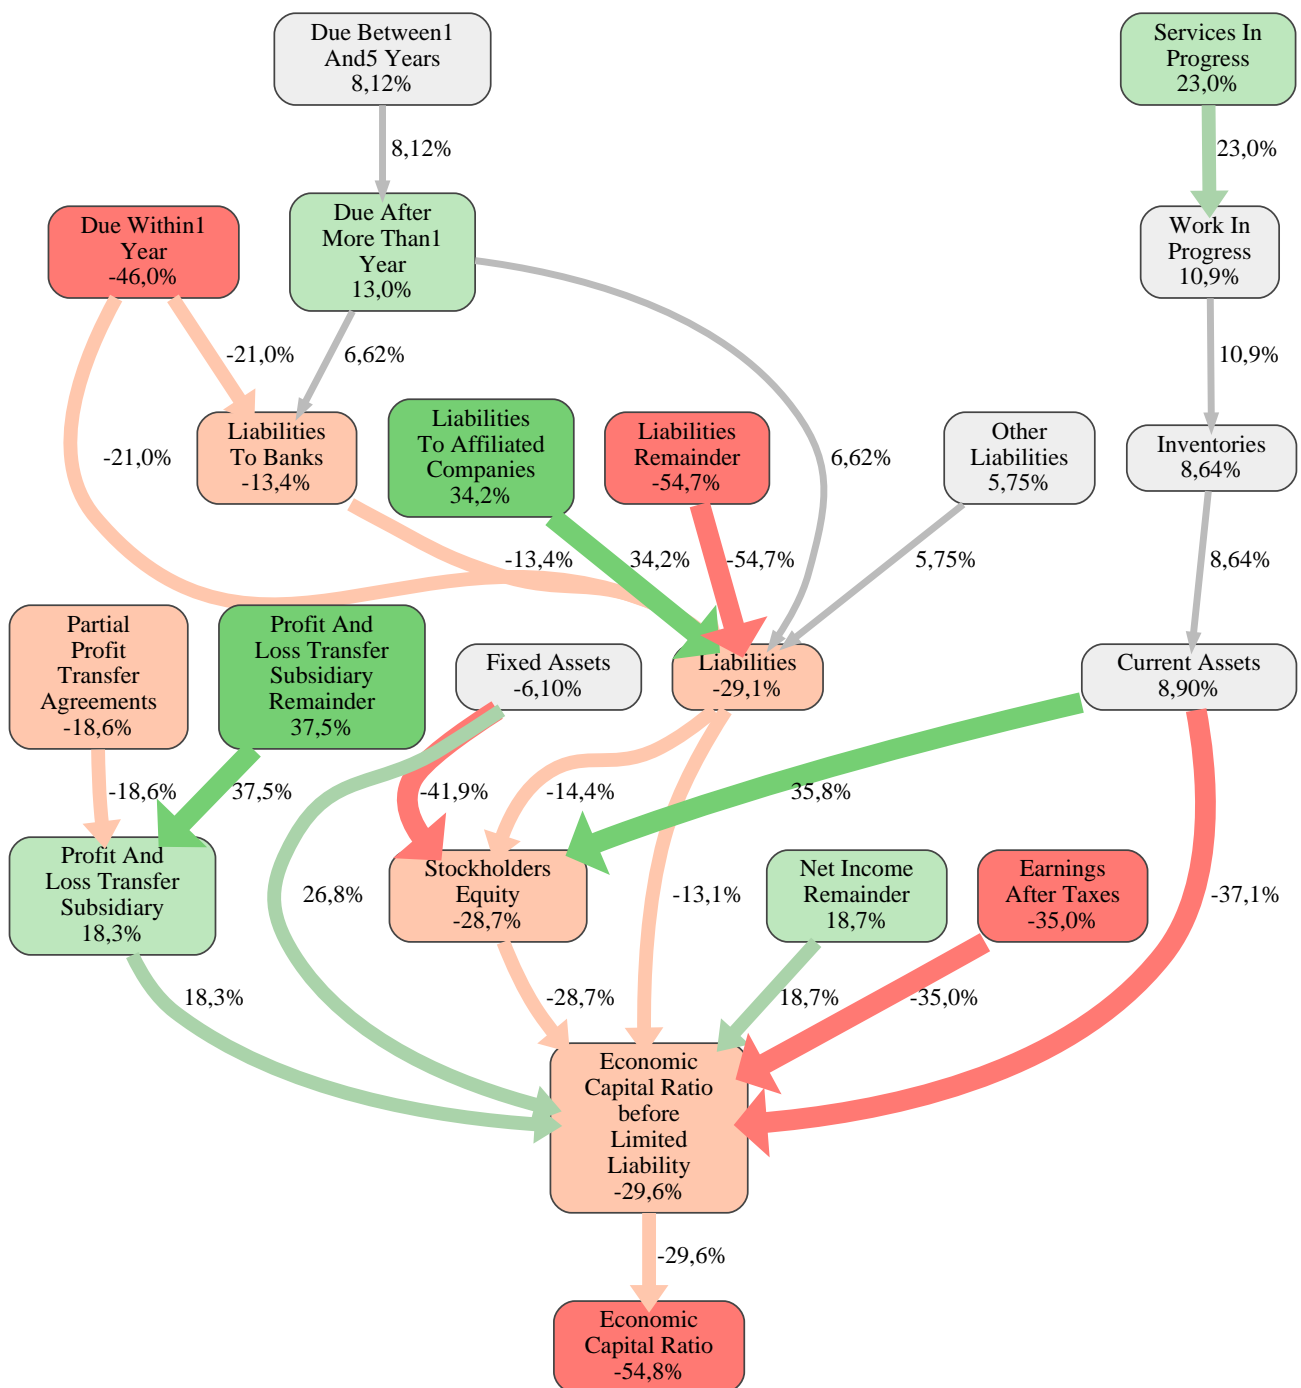 Due Between1
And5 Years
8,12%
Services In
Progress
23,0%
8,12%
23,0%
Due Within1
Year
-46,0%
Due After
More Than1
Year
13,0%
Work In
Progress
10,9%
-21,0%
6,62%
10,9%
Liabilities
To Banks
-13,4%
Liabilities
To Affiliated
Companies
34,2%
Liabilities
Remainder
-54,7%
Other
Liabilities
5,75%
Inventories
8,64%
-21,0%
6,62%
-13,4%
34,2%
-54,7%
5,75%
8,64%
Partial
Profit
Transfer
Agreements
-18,6%
Profit And
Loss Transfer
Subsidiary
Remainder
37,5%
Fixed Assets
-6,10%
Liabilities
-29,1%
Current Assets
8,90%
-18,6%
37,5%
-41,9%
-14,4%
35,8%
Profit And
Loss Transfer
Subsidiary
18,3%
26,8%
Stockholders
Equity
-28,7%
-13,1%
Net Income
Remainder
18,7%
Earnings
After Taxes
-35,0%
-37,1%
18,3%
-28,7%
18,7%
-35,0%
Economic
Capital Ratio
before
Limited
Liability
-29,6%
-29,6%
Economic
Capital Ratio
-54,8%